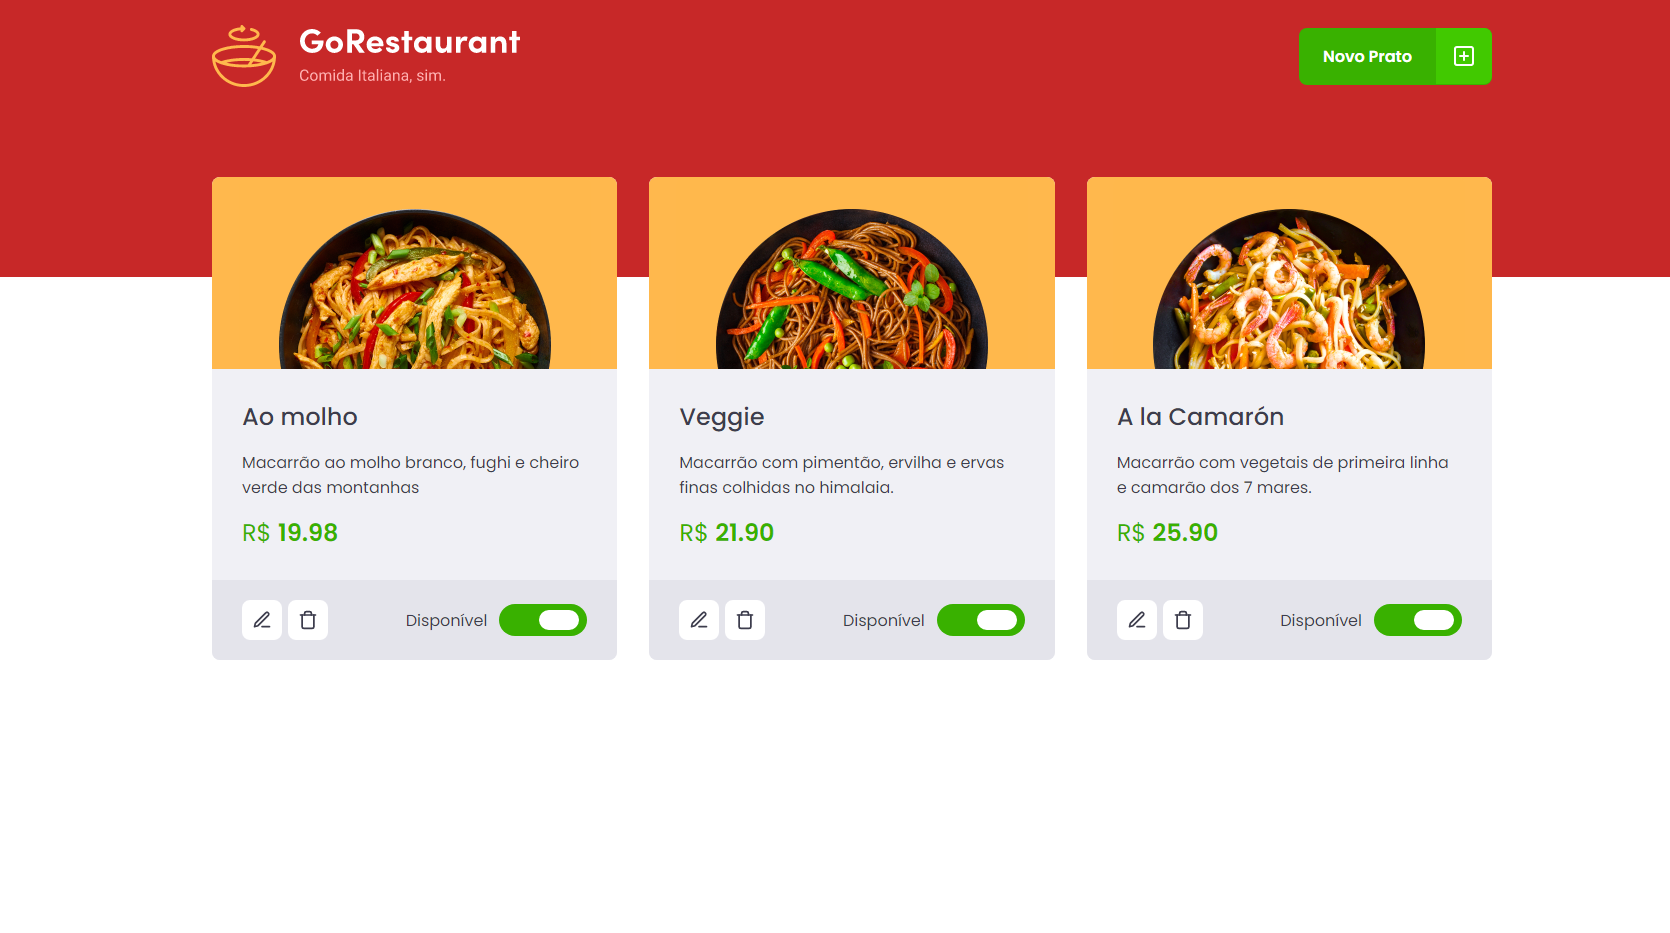 GoRestaurant
Comida Italiana, sim.
Novo Prato
Ao molho
Macarrão ao molho branco, fughi e cheiro
verde das montanhas
R$ 19.98
Disponível
Veggie
Macarrão com pimentão, ervilha e ervas
finas colhidas no himalaia.
R$ 21.90
Disponível
A la Camarón
Macarrão com vegetais de primeira linha
e camarão dos 7 mares.
R$ 25.90
Disponível